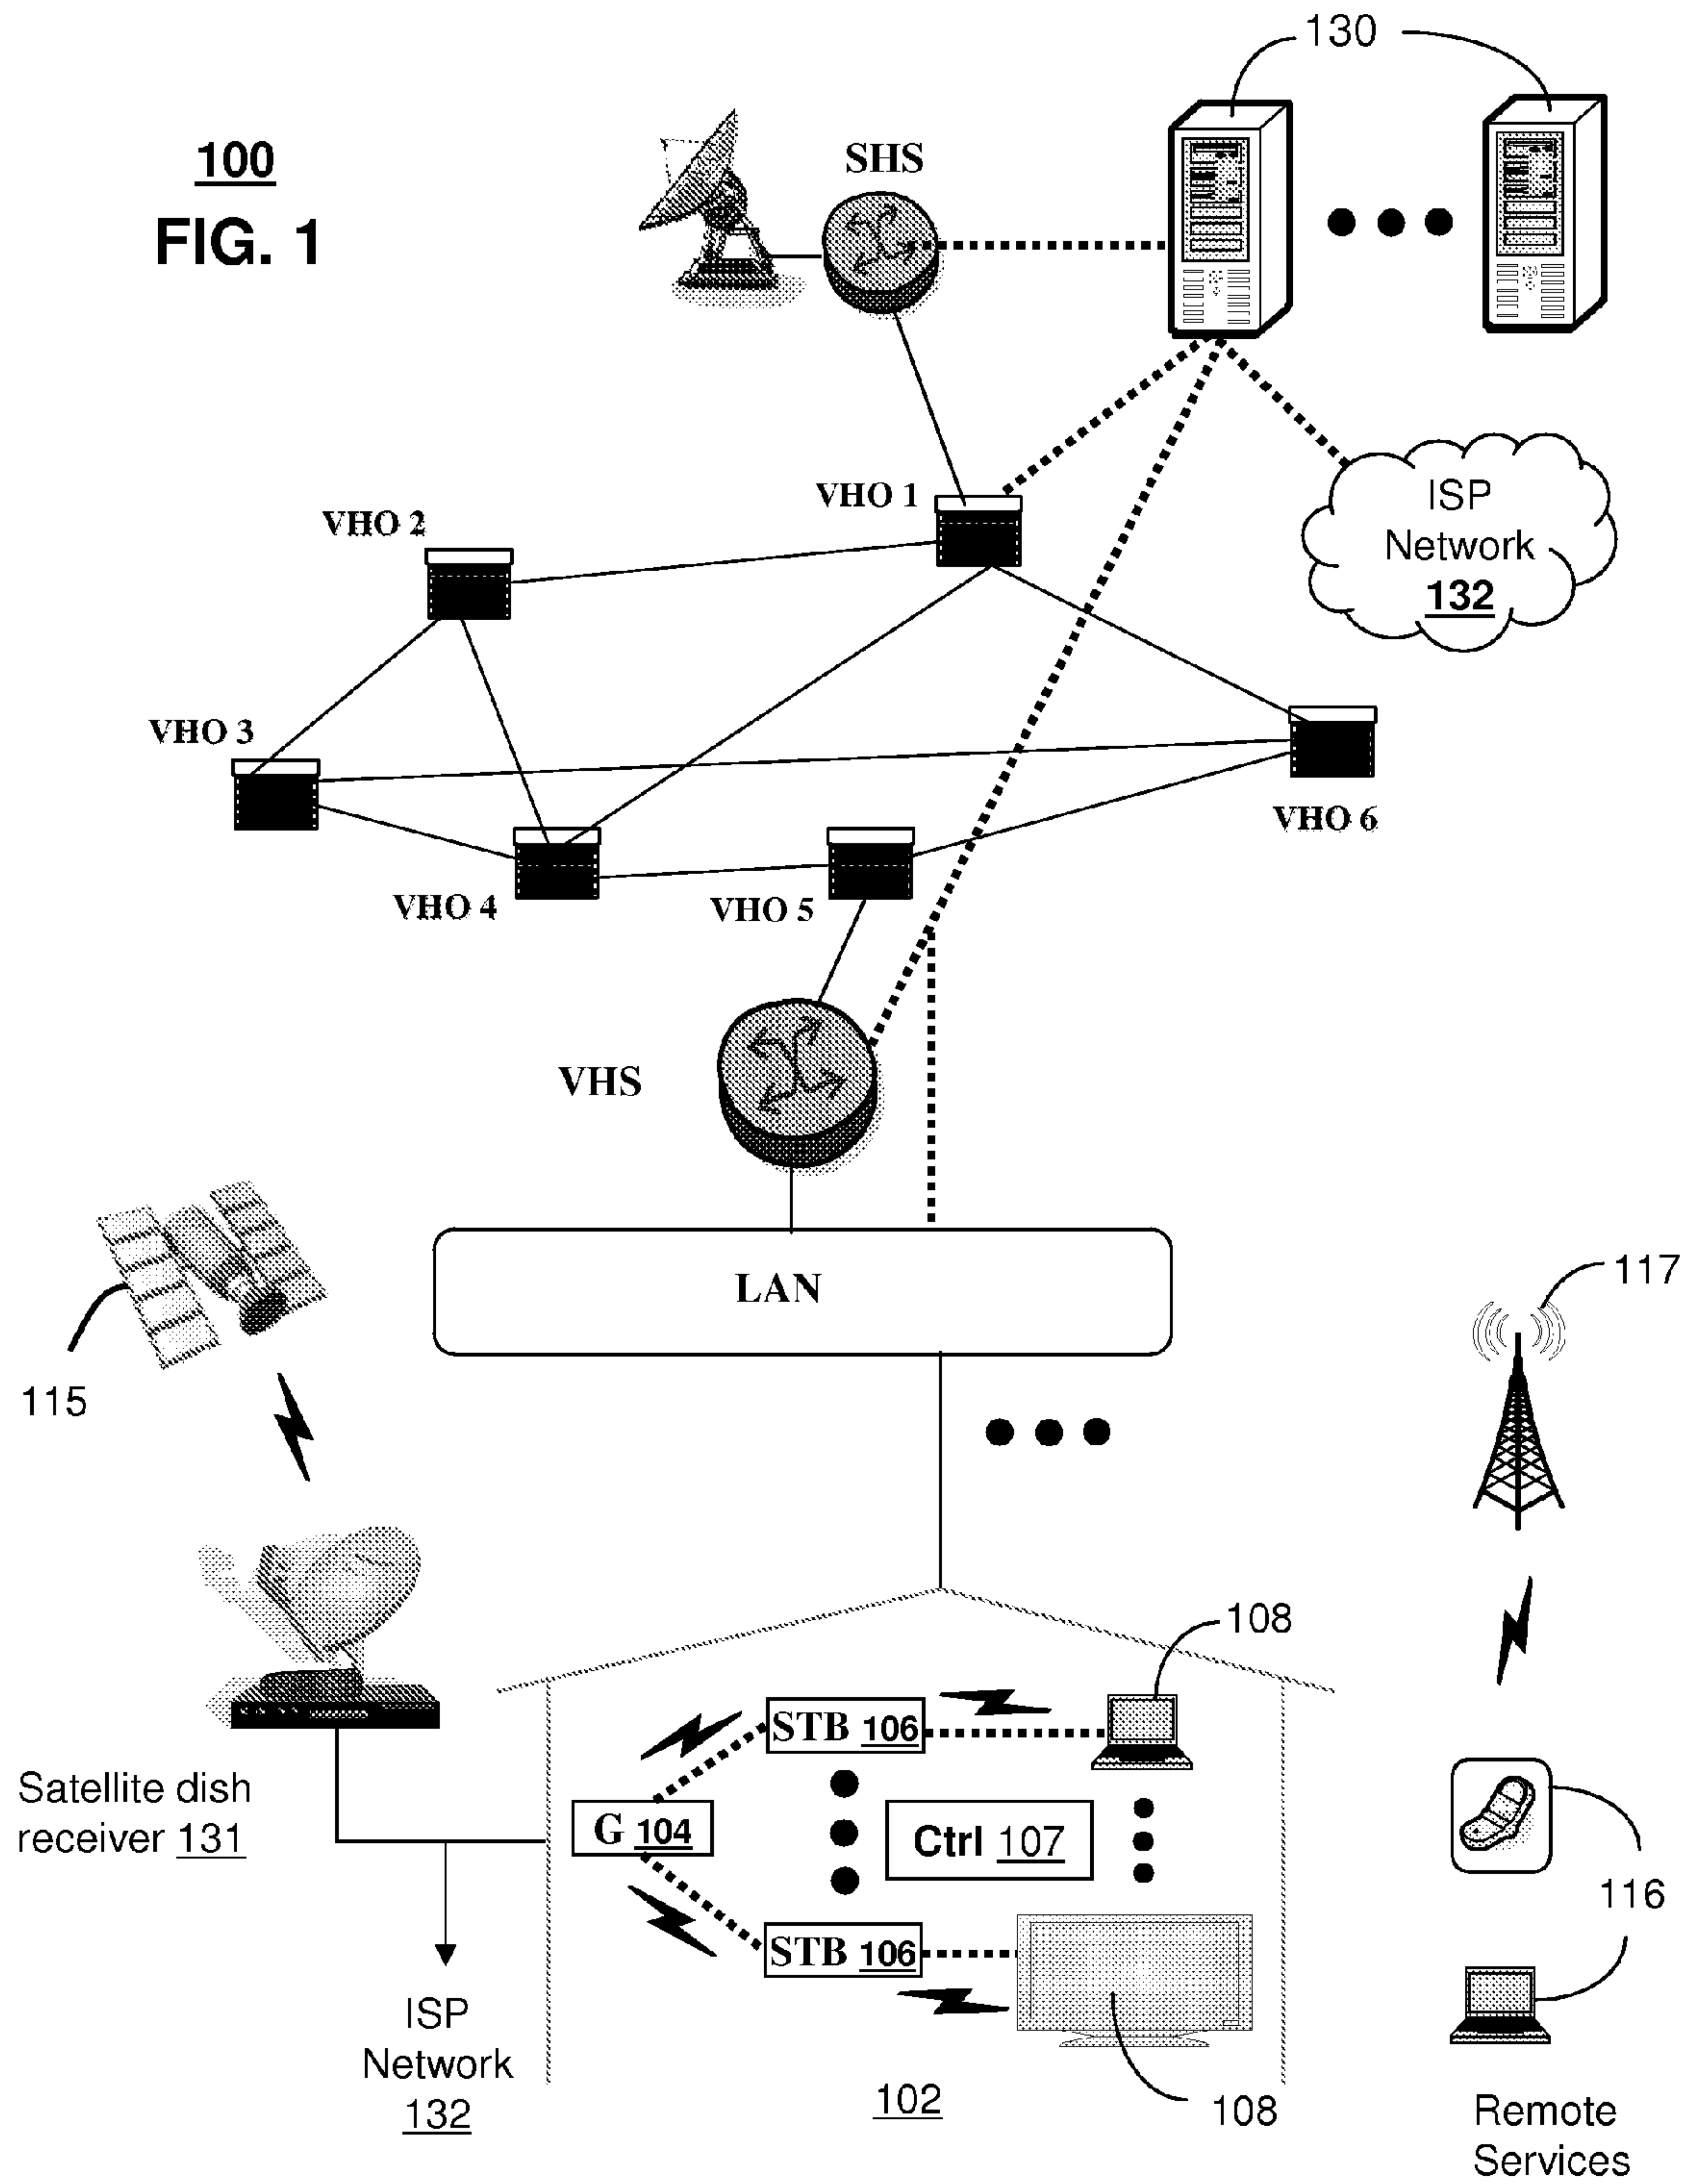 130
100
FIG. 1
SHS
ISP
Network
132
VHO 1
VHO 2
VHO 3
VHO 6
VHO 4
VHO 5
VHS
LAN
117
115
108
STB 106
Satellite dish
receiver 131
G 104
Ctrl 107
116
STB 106
ISP
Network
132
102
108
Remote
Services